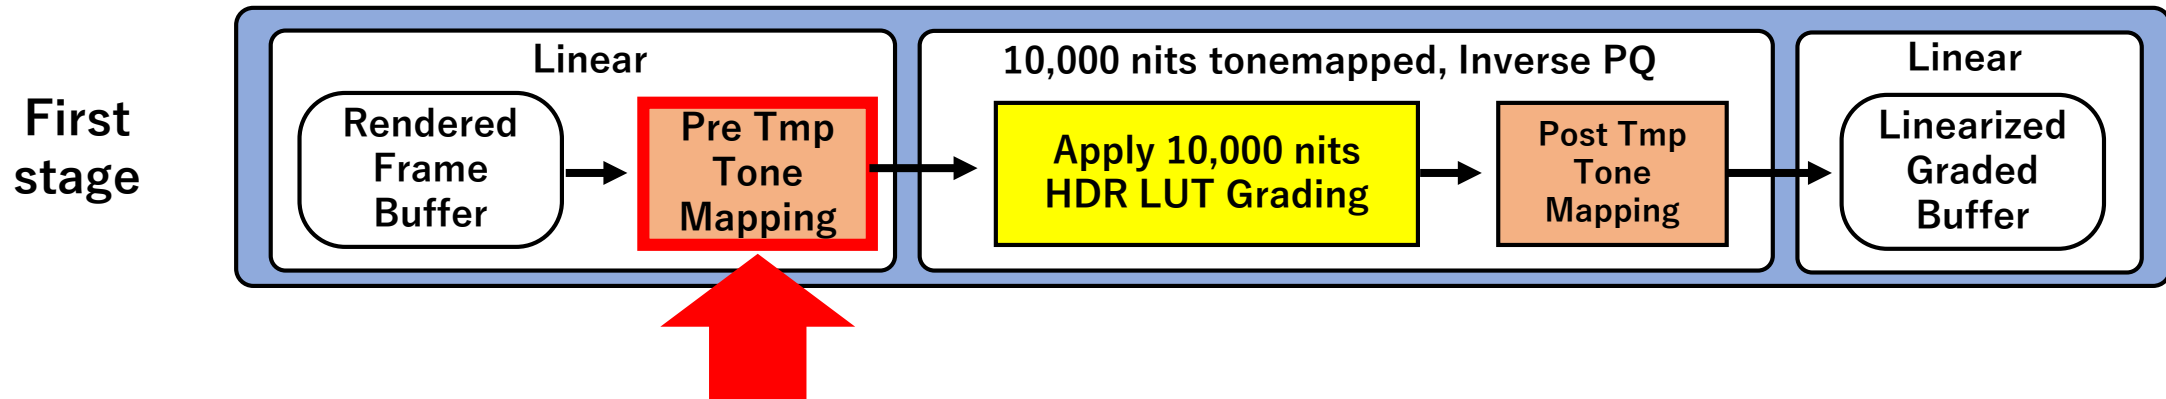 First
stage
Linear
Rendered
Frame
Buffer
Pre Tmp
Tone
Mapping
10,000 nits tonemapped, Inverse PQ
Apply 10,000 nits
HDR LUT Grading
Post Tmp
Tone
Mapping
Linear
Linearized
Graded
Buffer